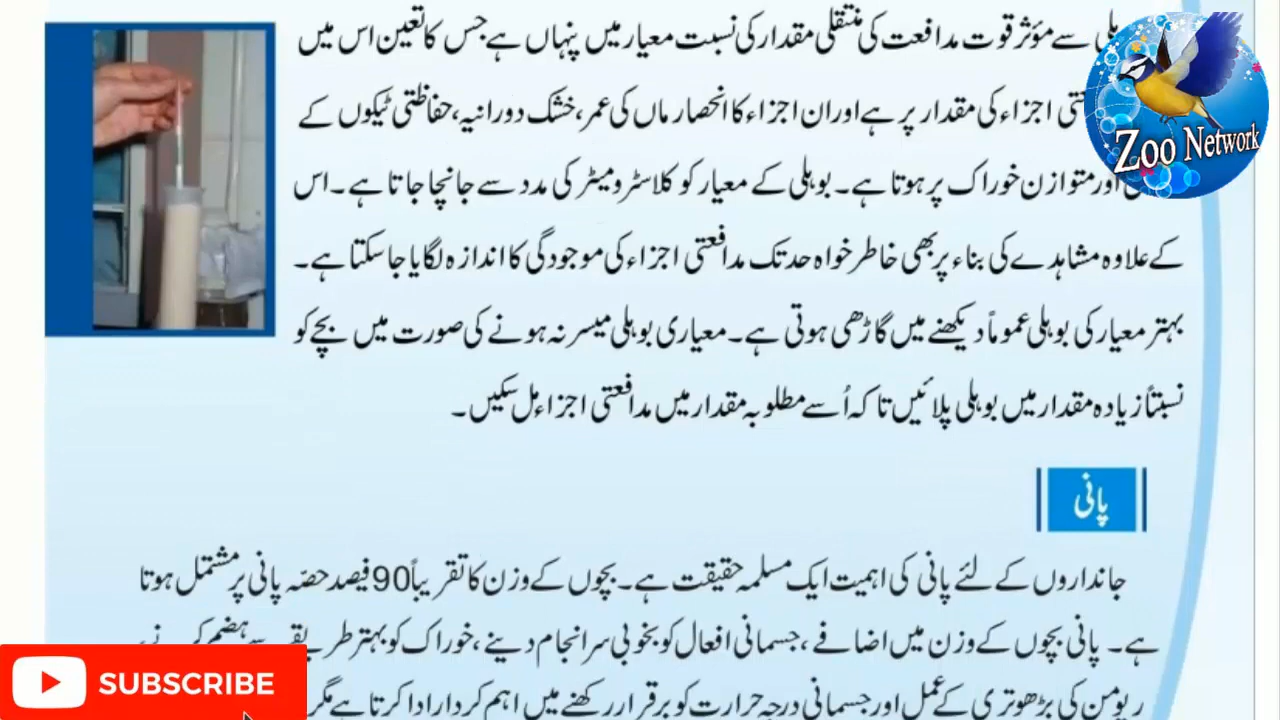 ہلی سے مؤثر قوت مدافعت کی منتقلی مقدار کی نسبت معیار میں پنہاں ہے جس کا تعین اس میں
اجزاء کی مقدار پر ہے اور ان اجزاء کا انحصار ماں کی عمر، خشک دورانیہ، حفاظتی ٹیکوں کے
اور متوازن خوراک پر ہوتا ہے۔ بوہلی کے معیار کو کلاسٹرومیٹر کی مدد سے جانچا جاتا ہے۔ اس
کے علاوہ مشاہدے کی بناء پر بھی خاطر خواہ حد تک مدافعتی اجزاء کی موجودگی کا اندازہ لگایا جا سکتا ہے۔
بہتر معیار کی بوہلی عموماً دیکھنے میں گاڑھی ہوتی ہے۔ معیاری بوہلی میسر نہ ہونے کی صورت میں بچے کو
نسبتاً زیادہ مقدار میں بوہلی پلائیں تاکہ اُسے مطلوبہ مقدار میں مدافعتی اجزاء مل سکیں۔
پانی
جانداروں کے لئے پانی کی اہمیت ایک مسلمہ حقیقت ہے۔ بچوں کے وزن کا تقریباً 90 فیصد حصّہ پانی پر مشتمل ہوتا
ہے۔ پانی بچوں کے وزن میں اضافے، جسمانی افعال کو بخوبی سرانجام دینے، خوراک کو بہتر طریقے سے ہضم کرنے،
ریومن کی بڑھوتری کے عمل اور جسمانی درجہ حرارت کو برقرار رکھنے میں اہم کردار ادا کرتا ہے مگر
Zoo Network
SUBSCRIBE